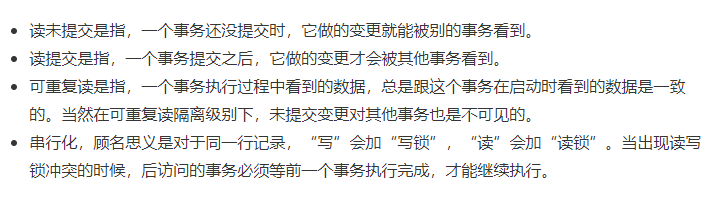 • 读未提交是指，一个事务还没提交时，它做的变更就能被别的事务看到。
• 读提交是指，一个事务提交之后，它做的变更才会被其他事务看到。
• 可重复读是指，一个事务执行过程中看到的数据，总是跟这个事务在启动时看到的数据是一致
的。当然在可重复读隔离级别下，未提交变更对其他事务也是不可见的。
• 串行化，顾名思义是对于同一行记录，“写”会加“写锁”，“读”会加“读锁”。当出现读写
锁冲突的时候，后访问的事务必须等前一个事务执行完成，才能继续执行。